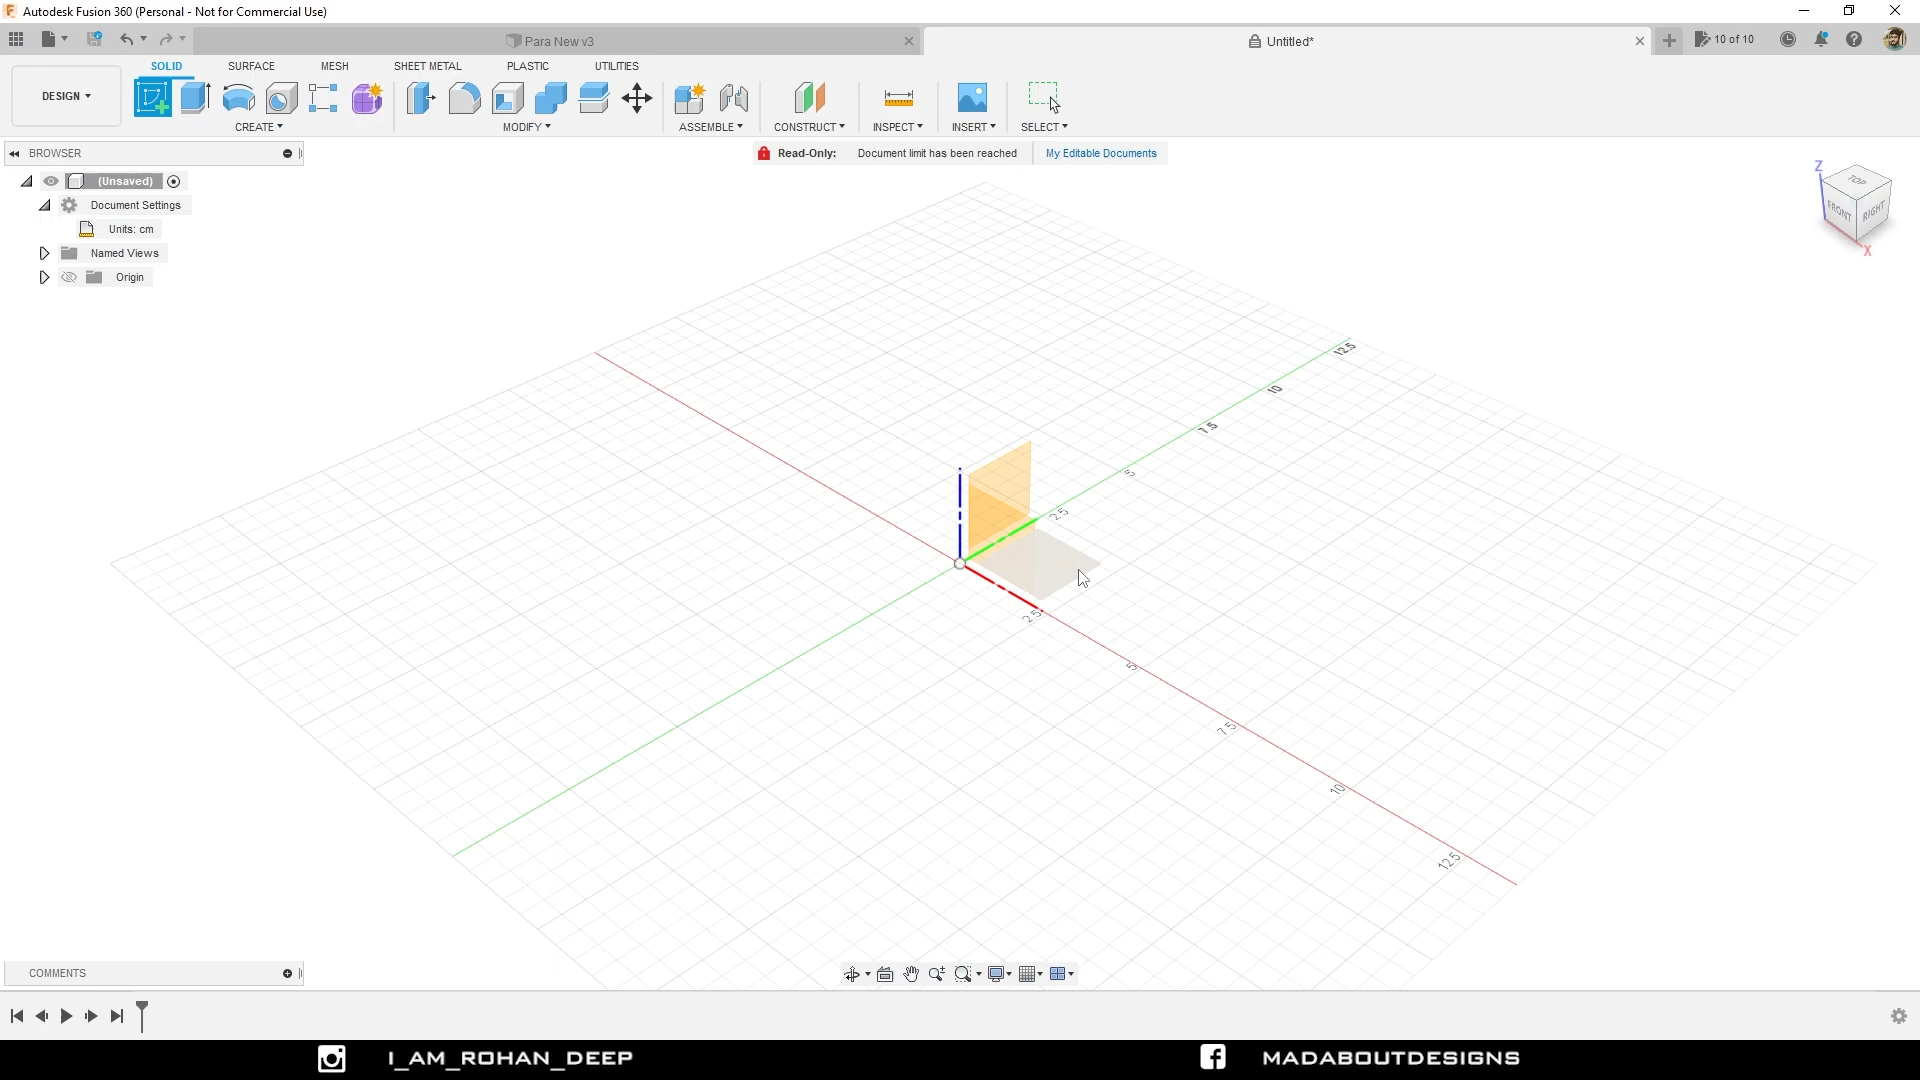 Autodesk Fusion 360 (Personal - Not for Commercial Use)
Para New v3
Untitled*
10 of 10
SOLID
SURFACE
MESH
SHEET METAL
PLASTIC
UTILITIES
DESIGN
CREATE
MODIFY
ASSEMBLE
CONSTRUCT
INSPECT
INSERT
SELECT
BROWSER
Read-Only: Document limit has been reached
My Editable Documents
(Unsaved)
Document Settings
Units: cm
Named Views
Origin
Z
TOP
FRONT
RIGHT
X
12.5
10
7.5
5
2.5
2.5
5
7.5
10
12.5
COMMENTS
I_AM_ROHAN_DEEP
MADABOUTDESIGNS